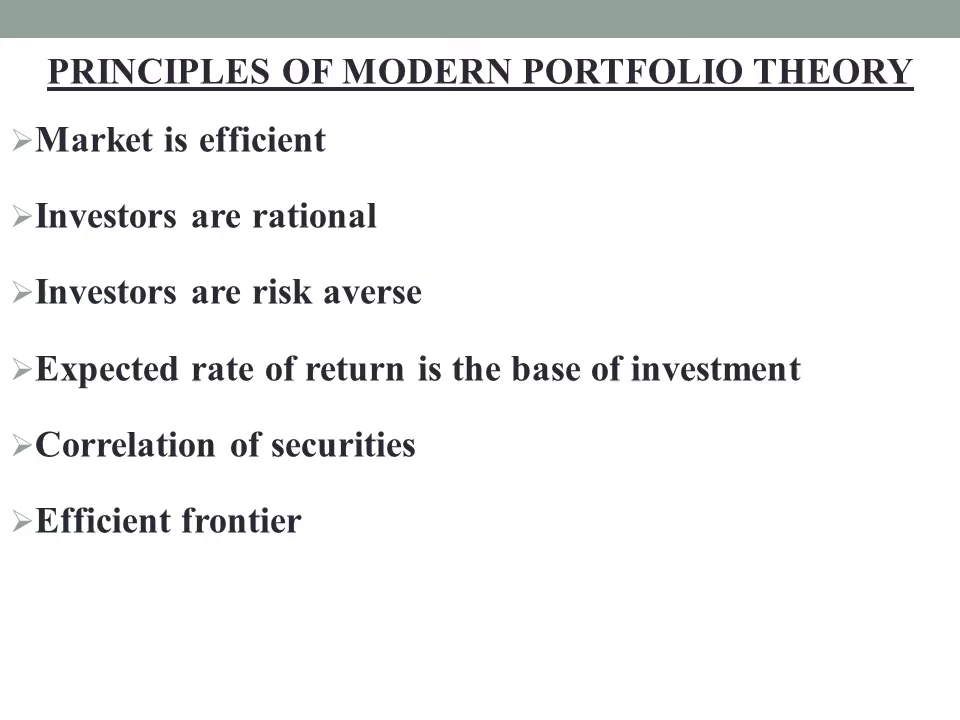 PRINCIPLES OF MODERN PORTFOLIO THEORY
Market is efficient
Investors are rational
Investors are risk averse
Expected rate of return is the base of investment
Correlation of securities
Efficient frontier